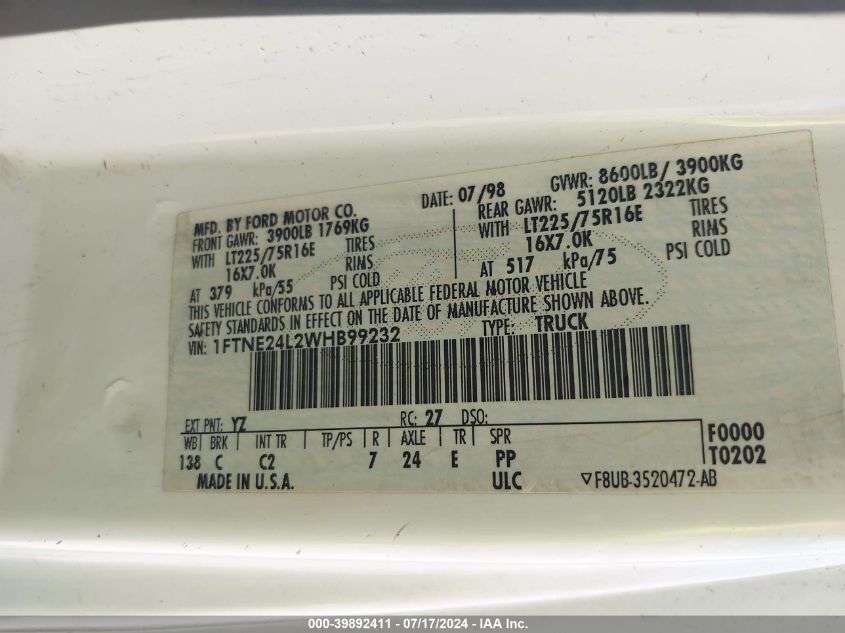 MFD. BY FORD MOTOR CO.
DATE: 07/98
GVWR: 8600LB/ 3900KG
FRONT GAWR: 3900LB 1769KG
REAR GAWR: 5120LB 2322KG
WITH LT225/75R16E TIRES
WITH LT225/75R16E TIRES
16X7.0K RIMS
16X7.0K RIMS
AT 379 kPa/55 PSI COLD
AT 517 kPa/75 PSI COLD
THIS VEHICLE CONFORMS TO ALL APPLICABLE FEDERAL MOTOR VEHICLE
SAFETY STANDARDS IN EFFECT ON THE DATE OF MANUFACTURE SHOWN ABOVE.
VIN: 1FTNE24L2WHB99232
TYPE: TRUCK
EXT PNT: YZ RC: 27 DSO:
WB BRK INT TR TP/PS R AXLE TR SPR F0000
138 C C2 7 24 E PP T0202
MADE IN U.S.A. ULC ▽F8UB-3520472-AB
000-39892411 - 07/17/2024 - IAA Inc.